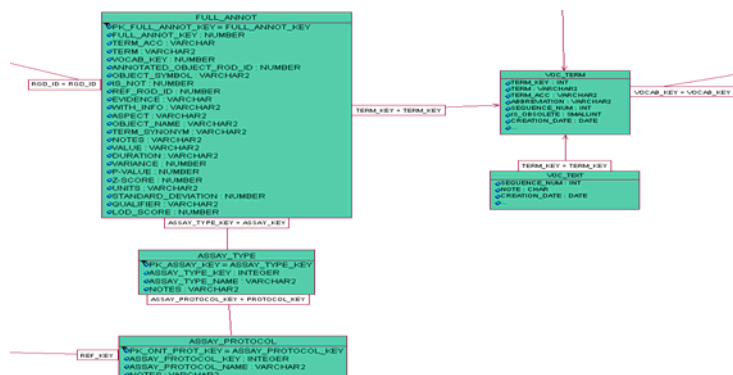 FULL_ANNOT
PK_FULL_ANNOT_KEY = FULL_ANNOT_KEY
FULL_ANNOT_KEY : NUMBER
TERM_ACC : VARCHAR
TERM : VARCHAR2
VOCAB_KEY : NUMBER
ANNOTATED_OBJECT_RGD_ID : NUMBER
OBJECT_SYMBOL : VARCHAR2
IS_NOT : NUMBER
REF_RGD_ID : NUMBER
EVIDENCE : VARCHAR
WITH_INFO : VARCHAR2
ASPECT : VARCHAR2
OBJECT_NAME : VARCHAR2
TERM_SYNONYM : VARCHAR2
NOTES : VARCHAR2
VALUE : VARCHAR2
DURATION : VARCHAR2
VARIANCE : NUMBER
P-VALUE : NUMBER
Z-SCORE : NUMBER
UNITS : VARCHAR2
STANDARD_DEVIATION : NUMBER
QUALIFIER : VARCHAR2
LOD_SCORE : NUMBER
RGD_ID = RGD_ID
TERM_KEY + TERM_KEY
VOC_TERM
TERM_KEY : INT
TERM : VARCHAR2
TERM_ACC : VARCHAR2
ABBREVIATION : VARCHAR2
SEQUENCE_NUM : INT
IS_OBSOLETE : SMALLINT
CREATION_DATE : DATE
...
VOCAB_KEY = VOCAB_KEY
TERM_KEY + TERM_KEY
VOC_TEXT
SEQUENCE_NUM : INT
NOTE : CHAR
CREATION_DATE : DATE
...
ASSAY_TYPE_KEY + ASSAY_KEY
ASSAY_TYPE
PK_ASSAY_KEY = ASSAY_TYPE_KEY
ASSAY_TYPE_KEY : INTEGER
ASSAY_TYPE_NAME : VARCHAR2
NOTES : VARCHAR2
ASSAY_PROTOCOL_KEY + PROTOCOL_KEY
ASSAY_PROTOCOL
PK_ONT_PROT_KEY = ASSAY_PROTOCOL_KEY
ASSAY_PROTOCOL_KEY : INTEGER
ASSAY_PROTOCOL_NAME : VARCHAR2
NOTES : VARCHAR2
REF_KEY